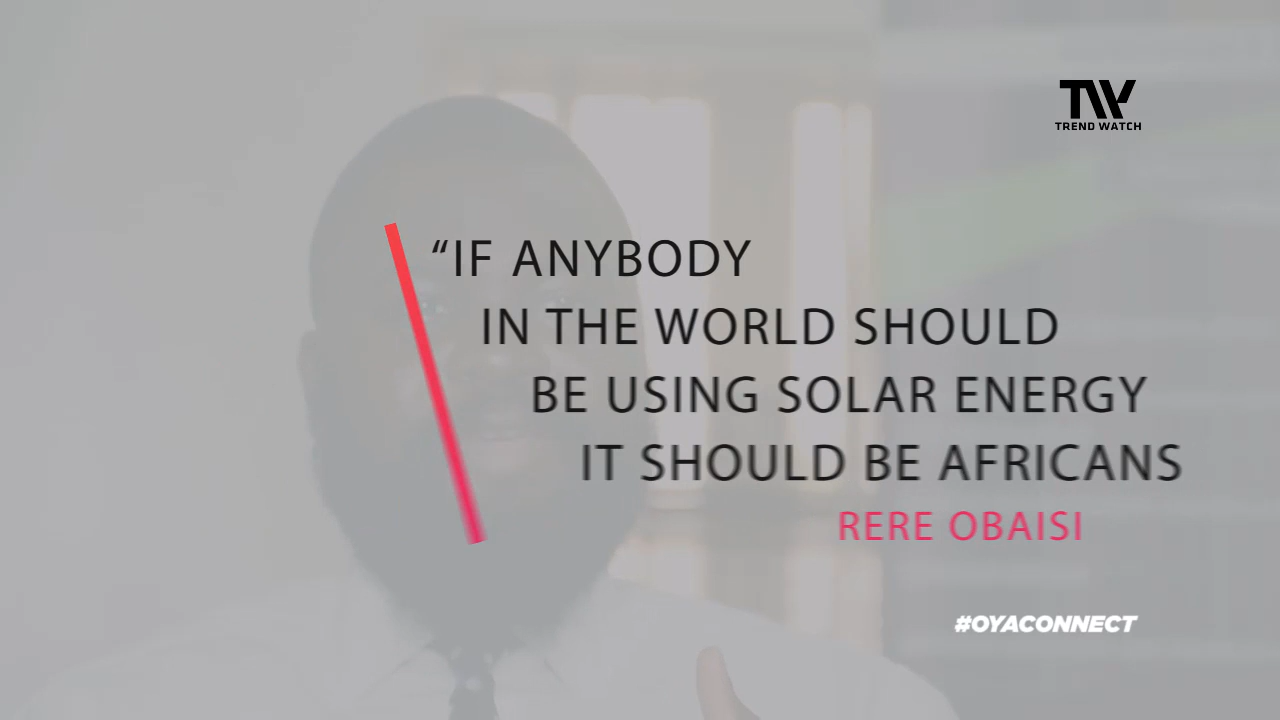 TW
TREND WATCH
“IF ANYBODY
IN THE WORLD SHOULD
BE USING SOLAR ENERGY
IT SHOULD BE AFRICANS
RERE OBAISI
#OYACONNECT